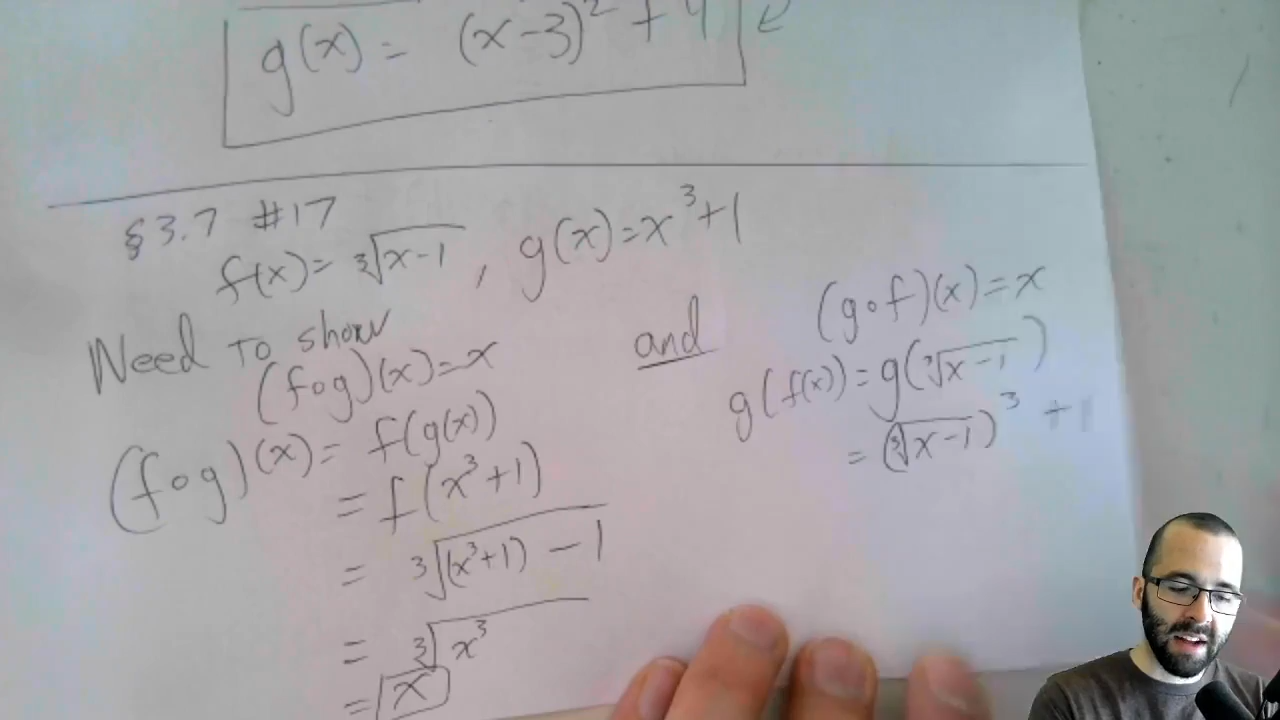 g(x) = (x-3)² + 4
§3.7 #17
f(x) = ∛(x-1) , g(x) = x³+1
Need to show
(f∘g)(x) = x and (g∘f)(x) = x
(f∘g)(x) = f(g(x))
= f(x³+1)
= ∛((x³+1) - 1)
= ∛(x³)
= x
g(f(x)) = g(∛(x-1))
= (∛(x-1))³ + 1